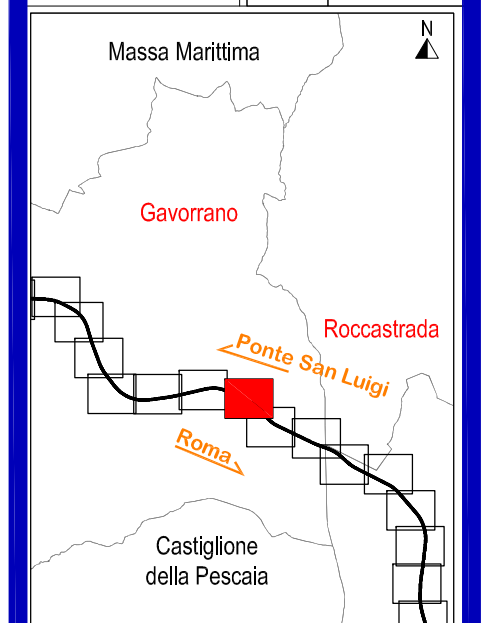 N
Massa Marittima
Gavorrano
Roccastrada
Ponte San Luigi
Roma
Castiglione
della Pescaia